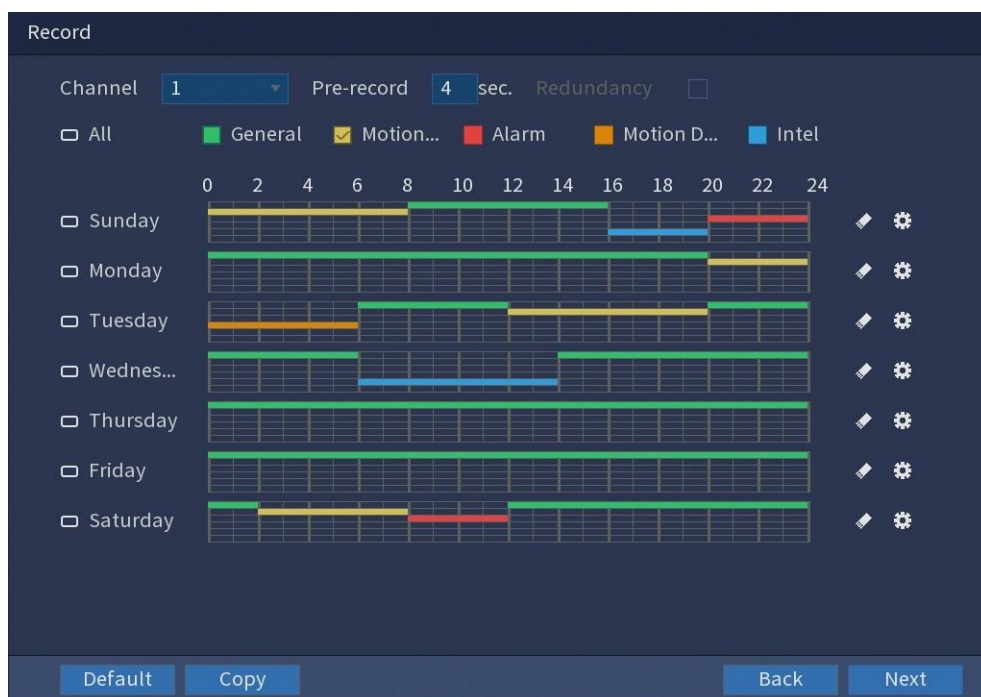 Record
Channel 1 Pre-record 4 sec. Redundancy
All General Motion... Alarm Motion D... Intel
0 2 4 6 8 10 12 14 16 18 20 22 24
Sunday
Monday
Tuesday
Wednes...
Thursday
Friday
Saturday
Default Copy Back Next